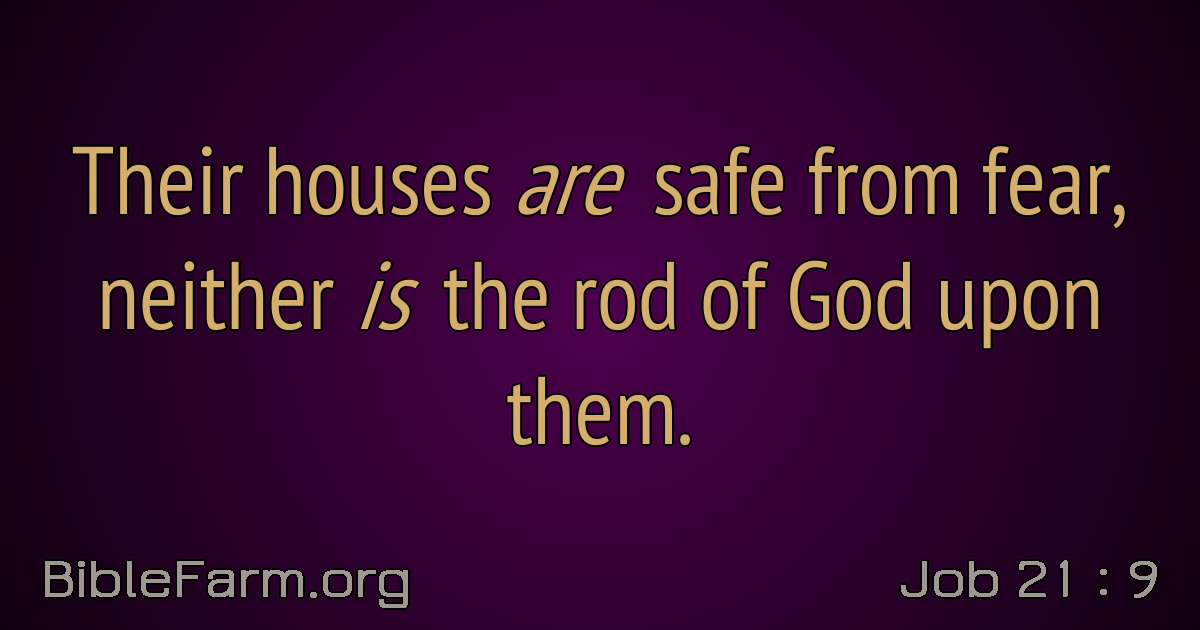 Their houses are safe from fear,
neither is the rod of God upon
them.
BibleFarm.org
Job 21 : 9